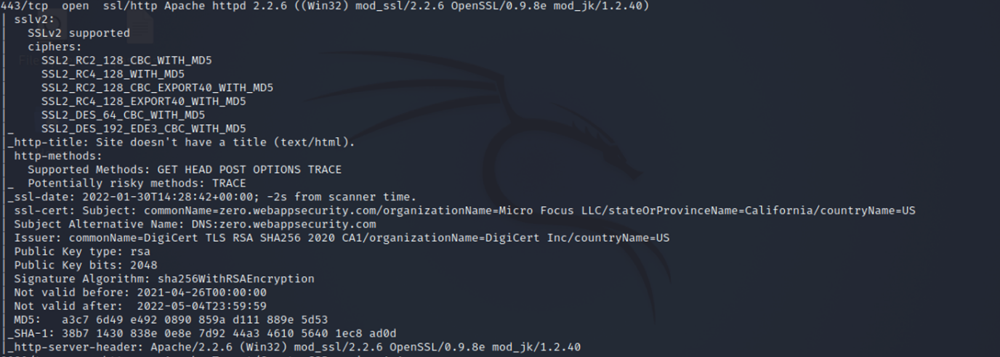 443/tcp  open  ssl/http Apache httpd 2.2.6 ((Win32) mod_ssl/2.2.6 OpenSSL/0.9.8e mod_jk/1.2.40)
| sslv2:
|   SSLv2 supported
|   ciphers:
|     SSL2_RC2_128_CBC_WITH_MD5
|     SSL2_RC4_128_WITH_MD5
|     SSL2_RC2_128_CBC_EXPORT40_WITH_MD5
|     SSL2_RC4_128_EXPORT40_WITH_MD5
|     SSL2_DES_64_CBC_WITH_MD5
|_    SSL2_DES_192_EDE3_CBC_WITH_MD5
|_http-title: Site doesn't have a title (text/html).
| http-methods:
|   Supported Methods: GET HEAD POST OPTIONS TRACE
|_  Potentially risky methods: TRACE
|_ssl-date: 2022-01-30T14:28:42+00:00; -2s from scanner time.
| ssl-cert: Subject: commonName=zero.webappsecurity.com/organizationName=Micro Focus LLC/stateOrProvinceName=California/countryName=US
| Subject Alternative Name: DNS:zero.webappsecurity.com
| Issuer: commonName=DigiCert TLS RSA SHA256 2020 CA1/organizationName=DigiCert Inc/countryName=US
| Public Key type: rsa
| Public Key bits: 2048
| Signature Algorithm: sha256WithRSAEncryption
| Not valid before: 2021-04-26T00:00:00
| Not valid after:  2022-05-04T23:59:59
| MD5:   a3c7 6d49 e492 0890 859a d111 889e 5d53
|_SHA-1: 38b7 1430 838e 0e8e 7d92 44a3 4610 5640 1ec8 ad0d
|_http-server-header: Apache/2.2.6 (Win32) mod_ssl/2.2.6 OpenSSL/0.9.8e mod_jk/1.2.40